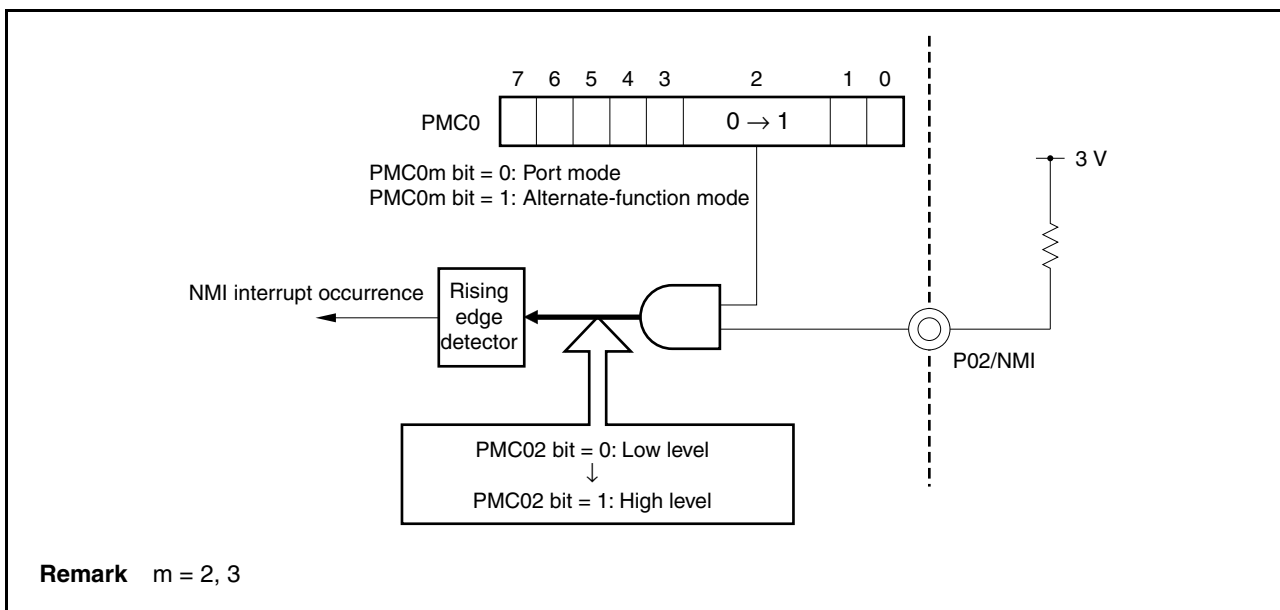 7 6 5 4 3 2 1 0
PMC0 0 → 1
PMC0m bit = 0: Port mode
PMC0m bit = 1: Alternate-function mode
3 V
NMI interrupt occurrence
Rising
edge
detector
P02/NMI
PMC02 bit = 0: Low level
↓
PMC02 bit = 1: High level
Remark m = 2, 3